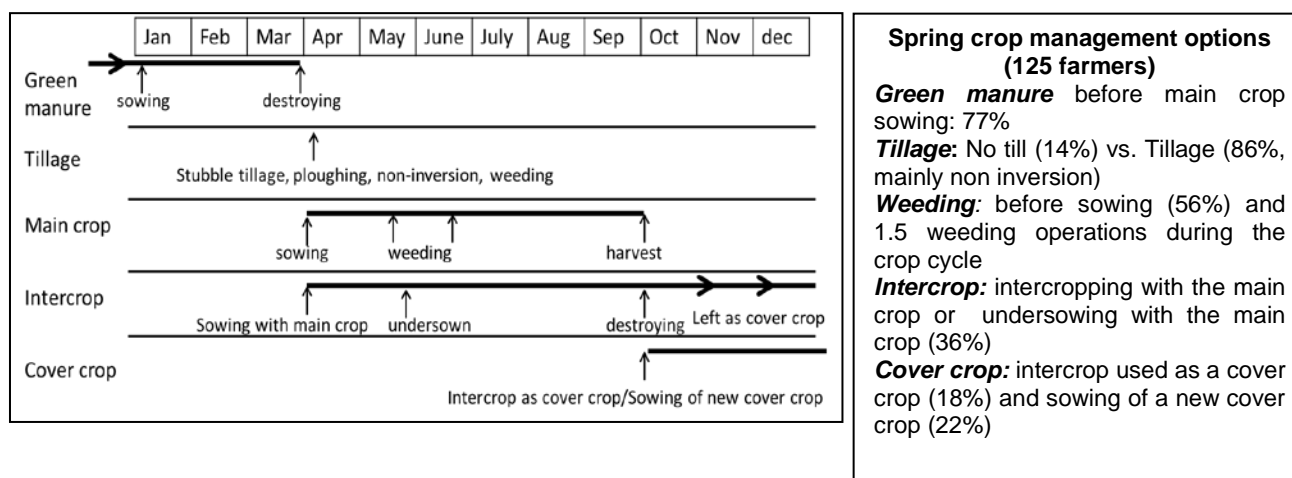 Jan Feb Mar Apr May June July Aug Sep Oct Nov dec
Green
manure
sowing destroying
Tillage
Stubble tillage, ploughing, non-inversion, weeding
Main crop
sowing weeding harvest
Intercrop
Sowing with main crop undersown destroying Left as cover crop
Cover crop
Intercrop as cover crop/Sowing of new cover crop
Spring crop management options
(125 farmers)
Green manure before main crop
sowing: 77%
Tillage: No till (14%) vs. Tillage (86%,
mainly non inversion)
Weeding: before sowing (56%) and
1.5 weeding operations during the
crop cycle
Intercrop: intercropping with the main
crop or undersowing with the main
crop (36%)
Cover crop: intercrop used as a cover
crop (18%) and sowing of a new cover
crop (22%)